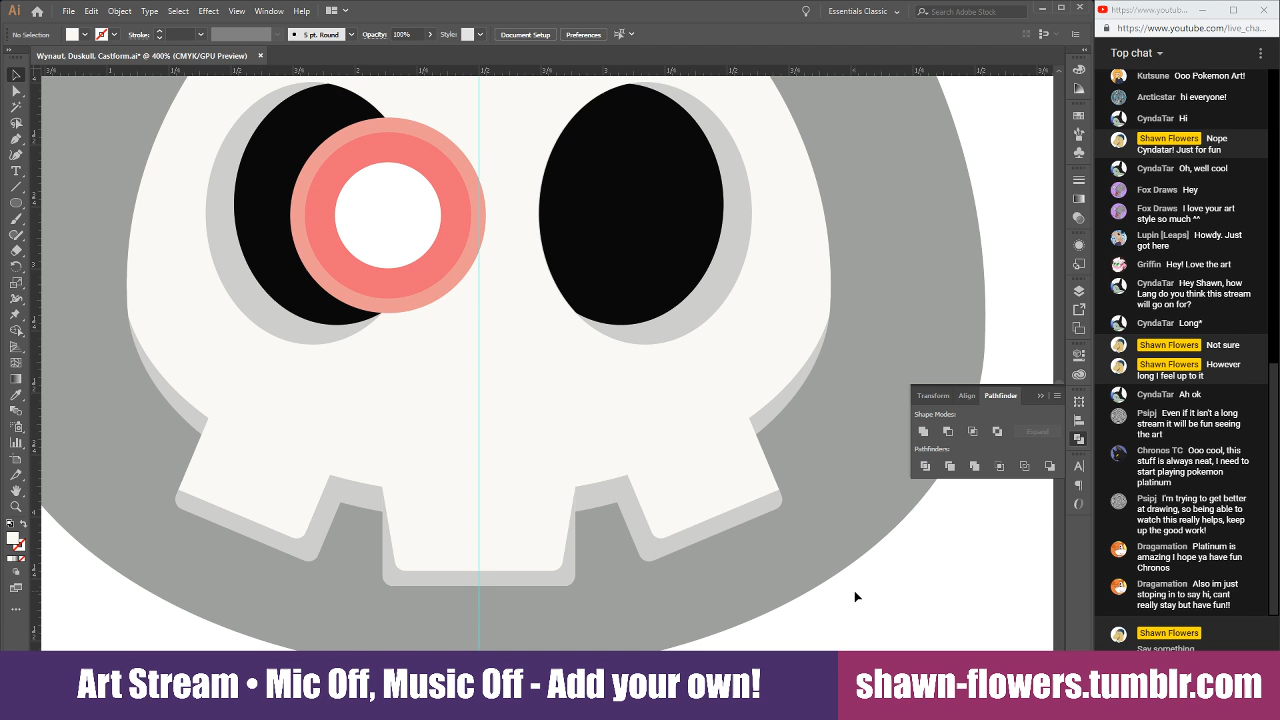 Ai File Edit Object Type Select Effect View Window Help Essentials Classic Search Adobe Stock
No Selection Stroke: 5 pt. Round Opacity: 100% Style: Document Setup Preferences
Wynaut, Duskull, Castform.ai* @ 400% (CMYK/GPU Preview) ×
Transform Align Pathfinder
Shape Modes:
Expand
Pathfinders:
https://www.youtub...
https://www.youtube.com/live_cha...
Top chat
Kutsune Ooo Pokemon Art!
Arcticstar hi everyone!
CyndaTar Hi
Shawn Flowers Nope
Cyndatar! Just for fun
CyndaTar Oh, well cool
Fox Draws Hey
Fox Draws I love your art
style so much ^^
Lupin [Leaps] Howdy. Just
got here
Griffin Hey! Love the art
CyndaTar Hey Shawn, how
Lang do you think this stream
will go on for?
CyndaTar Long*
Shawn Flowers Not sure
Shawn Flowers However
long I feel up to it
CyndaTar Ah ok
Psipj Even if it isn't a long
stream it will be fun seeing
the art
Chronos TC Ooo cool, this
stuff is always neat, I need to
start playing pokemon
platinum
Psipj I'm trying to get better
at drawing, so being able to
watch this really helps, keep
up the good work!
Dragamation Platinum is
amazing I hope ya have fun
Chronos
Dragamation Also im just
stoping in to say hi, cant
really stay but have fun!!
Shawn Flowers
Say something...
Art Stream • Mic Off, Music Off - Add your own!
shawn-flowers.tumblr.com